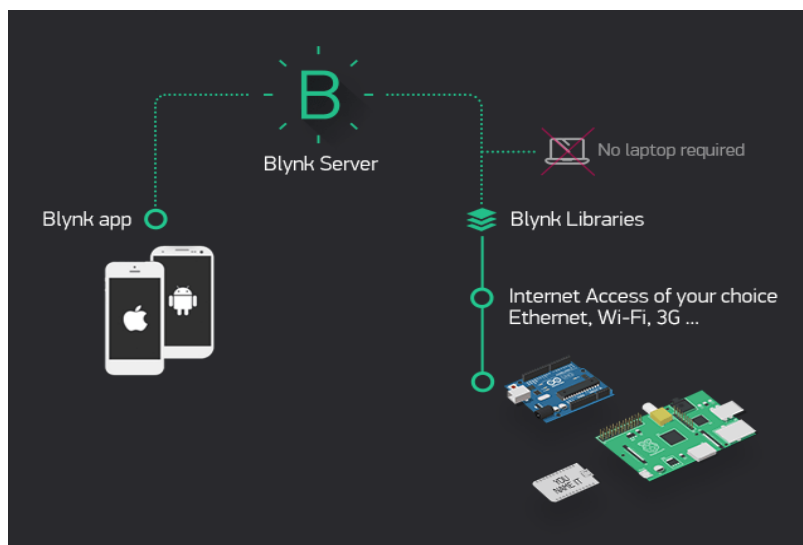 B
Blynk Server
No laptop required
Blynk app
Blynk Libraries
Internet Access of your choice
Ethernet, Wi-Fi, 3G ...
YOU
NAME IT